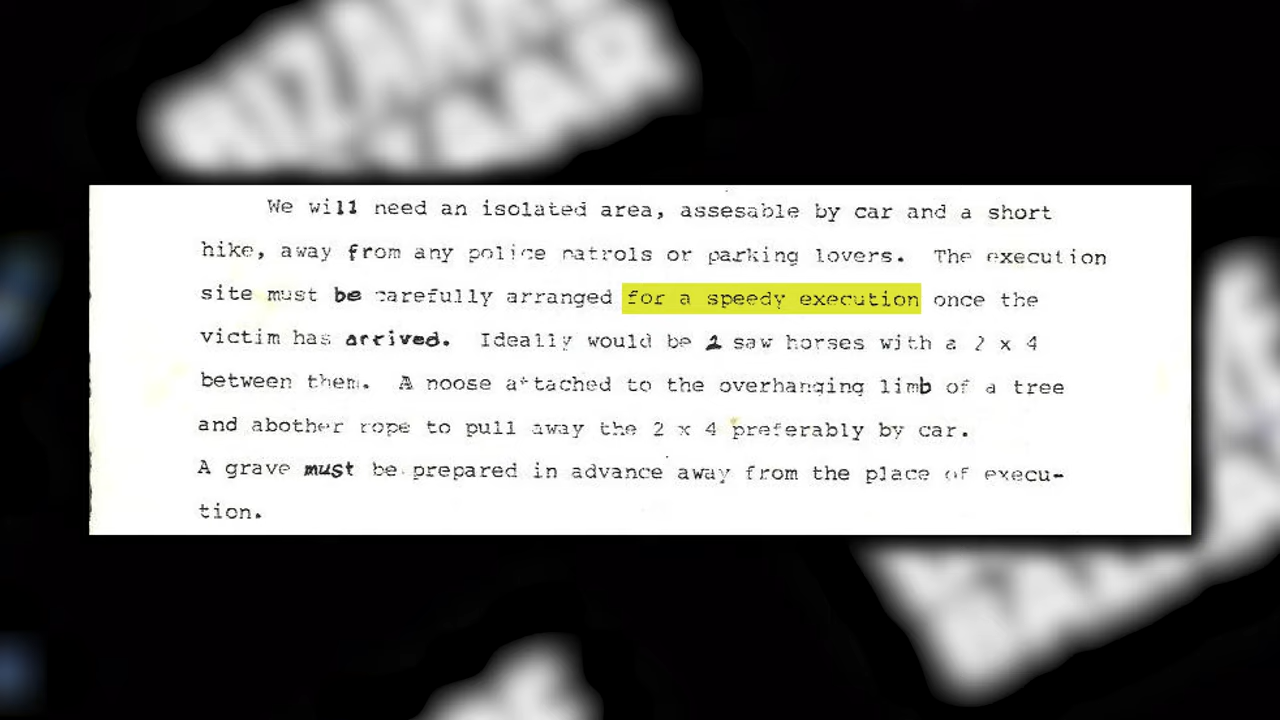 We will need an isolated area, assesable by car and a short
hike, away from any police patrols or parking lovers. The execution
site must be carefully arranged for a speedy execution once the
victim has arrived. Ideally would be 2 saw horses with a 2 x 4
between them. A noose attached to the overhanging limb of a tree
and abother rope to pull away the 2 x 4 preferably by car.
A grave must be prepared in advance away from the place of execu-
tion.